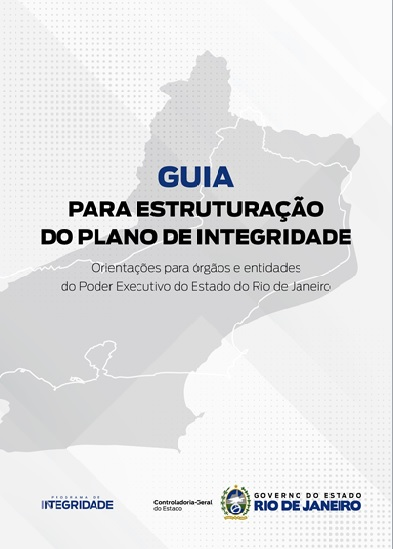 GUIA
PARA ESTRUTURAÇÃO
DO PLANO DE INTEGRIDADE
Orientações para órgãos e entidades
do Poder Executivo do Estado do Rio de Janeiro
PROGRAMA DE
INTEGRIDADE
Controladoria-Geral
do Estado
GOVERNO DO ESTADO
RIO DE JANEIRO